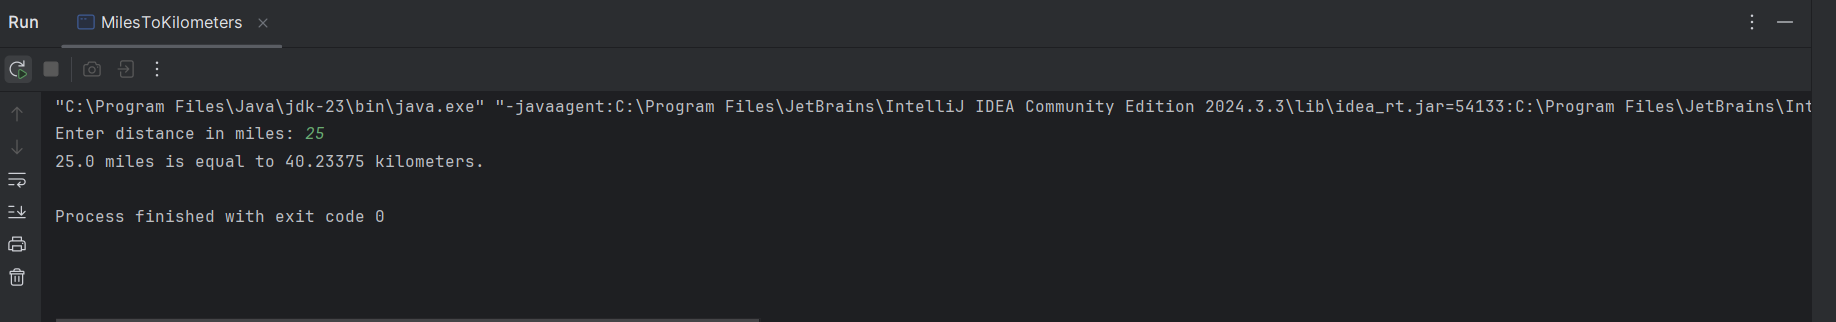 Run MilesToKilometers
"C:\Program Files\Java\jdk-23\bin\java.exe" "-javaagent:C:\Program Files\JetBrains\IntelliJ IDEA Community Edition 2024.3.3\lib\idea_rt.jar=54133:C:\Program Files\JetBrains\Int
Enter distance in miles: 25
25.0 miles is equal to 40.23375 kilometers.
Process finished with exit code 0